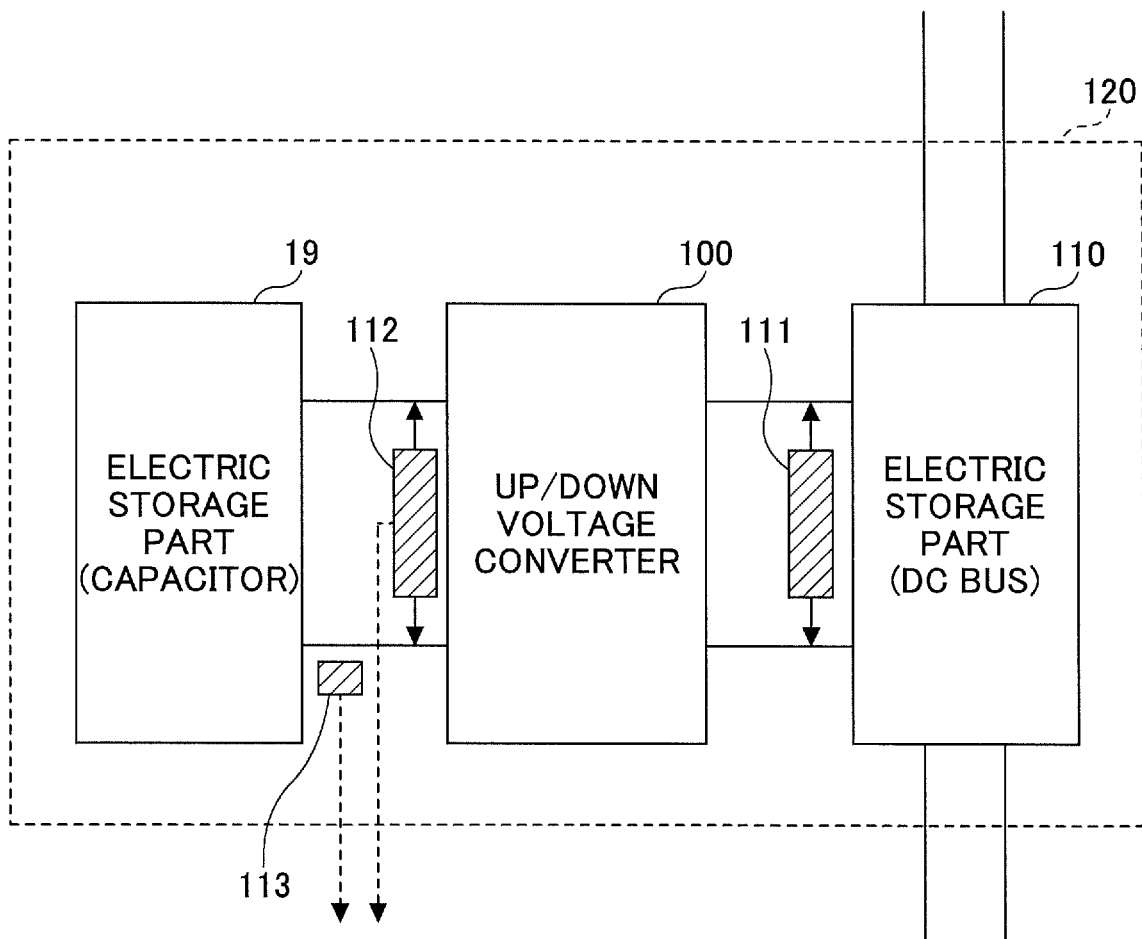 120
19
100
110
112
111
ELECTRIC
STORAGE
PART
(CAPACITOR)
UP/DOWN
VOLTAGE
CONVERTER
ELECTRIC
STORAGE
PART
(DC BUS)
113